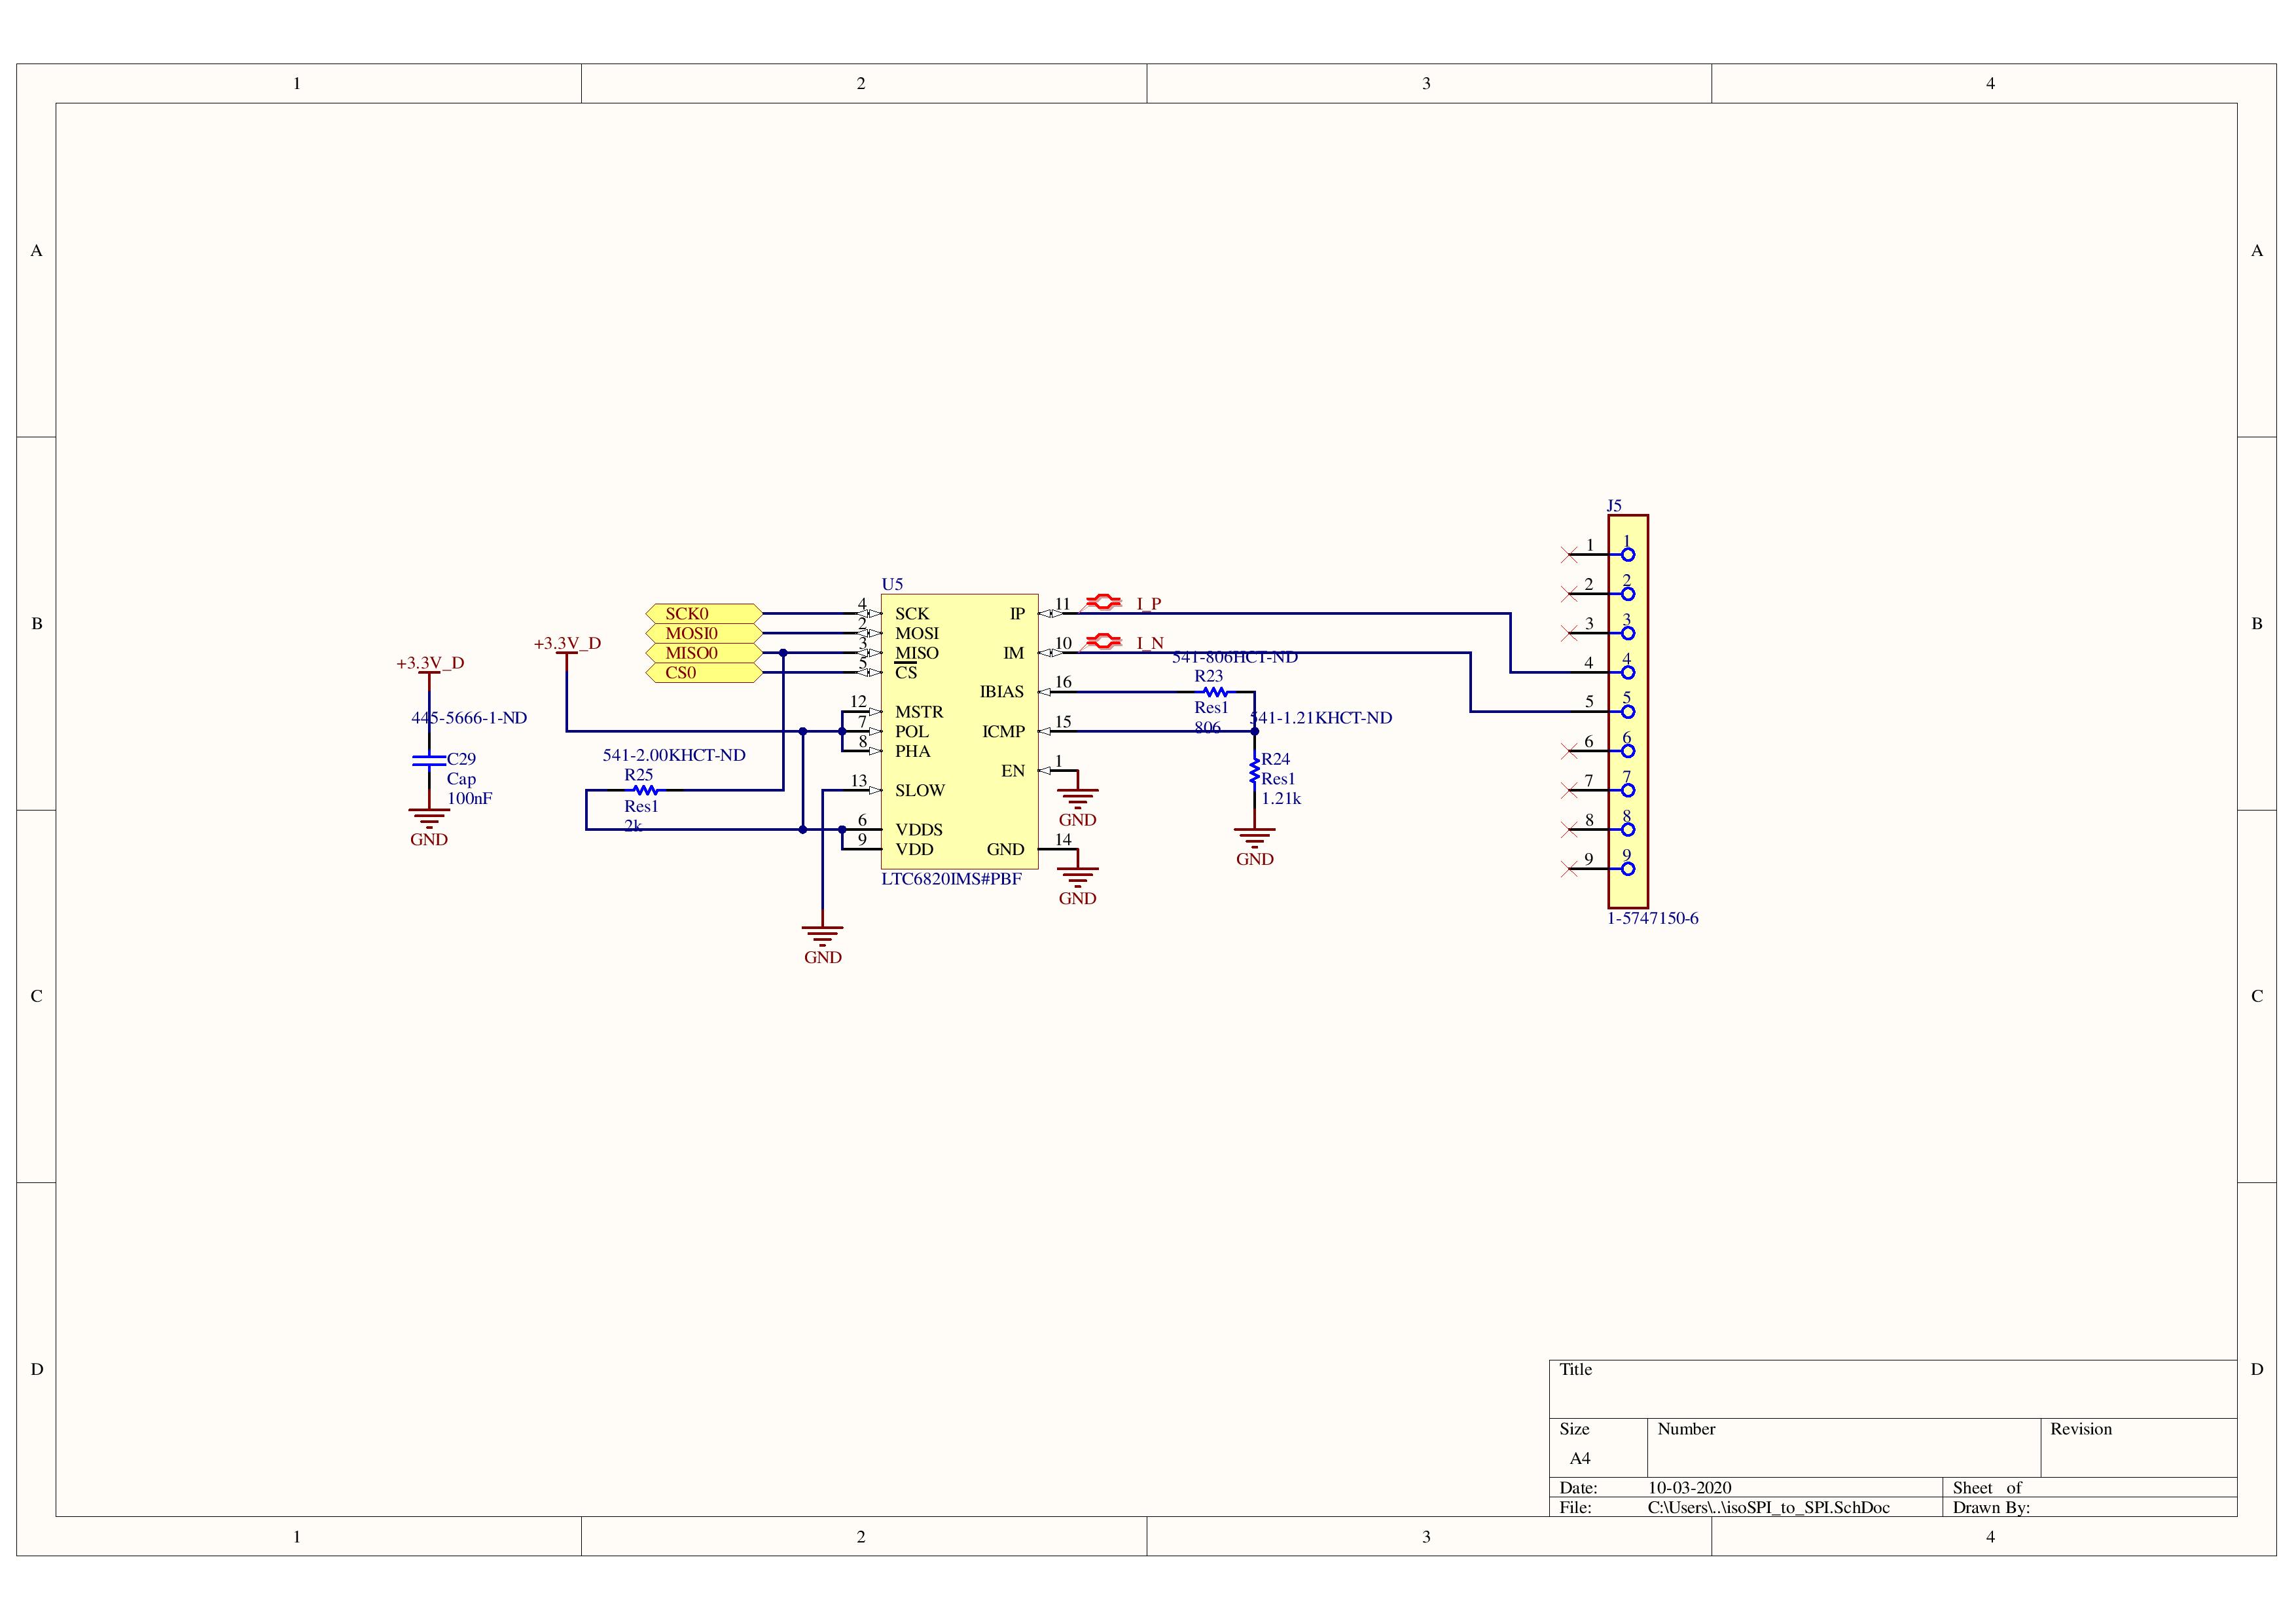 1 2 3 4
A A
B B
C C
D D
J5
1 1
2 2
3 3
4 4
5 5
6 6
7 7
8 8
9 9
1-5747150-6
U5
SCK0 4 SCK IP 11 I_P
MOSI0 2 MOSI
MISO0 3 MISO IM 10 I_N
CS0 5 CS
541-806HCT-ND
R23
Res1
806
IBIAS 16
12 MSTR
7 POL ICMP 15
8 PHA
EN 1
13 SLOW
6 VDDS
9 VDD GND 14
LTC6820IMS#PBF
+3.3V_D
+3.3V_D
445-5666-1-ND
C29
Cap
100nF
GND
541-2.00KHCT-ND
R25
Res1
2k
541-1.21KHCT-ND
R24
Res1
1.21k
GND
GND
GND
GND
Title
Size Number Revision
A4
Date: 10-03-2020 Sheet of
File: C:\Users\..\isoSPI_to_SPI.SchDoc Drawn By:
1 2 3 4